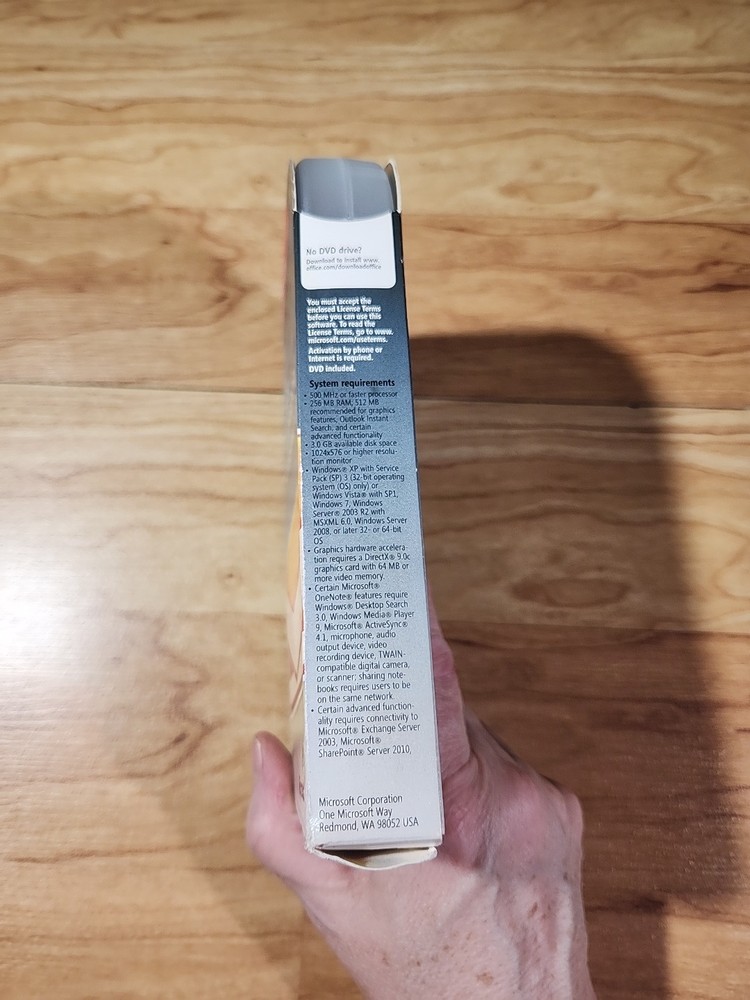 No DVD drive?
Download to install www.
office.com/downloadoffice
You must accept the
enclosed License Terms
before you can use this
software. To read the
License Terms, go to www.
microsoft.com/useterms.
Activation by phone or
Internet is required.
DVD included.
System requirements
• 500 MHz or faster processor
• 256 MB RAM; 512 MB
recommended for graphics
features, Outlook Instant
Search, and certain
advanced functionality
• 3.0 GB available disk space
• 1024x576 or higher resolu-
tion monitor
• Windows® XP with Service
Pack (SP) 3 (32-bit operating
system (OS) only) or
Windows Vista® with SP1,
Windows 7, Windows
Server® 2003 R2 with
MSXML 6.0, Windows Server
2008, or later 32- or 64-bit
OS
• Graphics hardware accelera
tion requires a DirectX® 9.0c
graphics card with 64 MB or
more video memory.
• Certain Microsoft®
OneNote® features require
Windows® Desktop Search
3.0, Windows Media® Player
9, Microsoft® ActiveSync®
4.1, microphone, audio
output device, video
recording device, TWAIN-
compatible digital camera,
or scanner; sharing note-
books requires users to be
on the same network.
• Certain advanced function-
ality requires connectivity to
Microsoft® Exchange Server
2003, Microsoft®
SharePoint® Server 2010,
Microsoft Corporation
One Microsoft Way
Redmond, WA 98052 USA